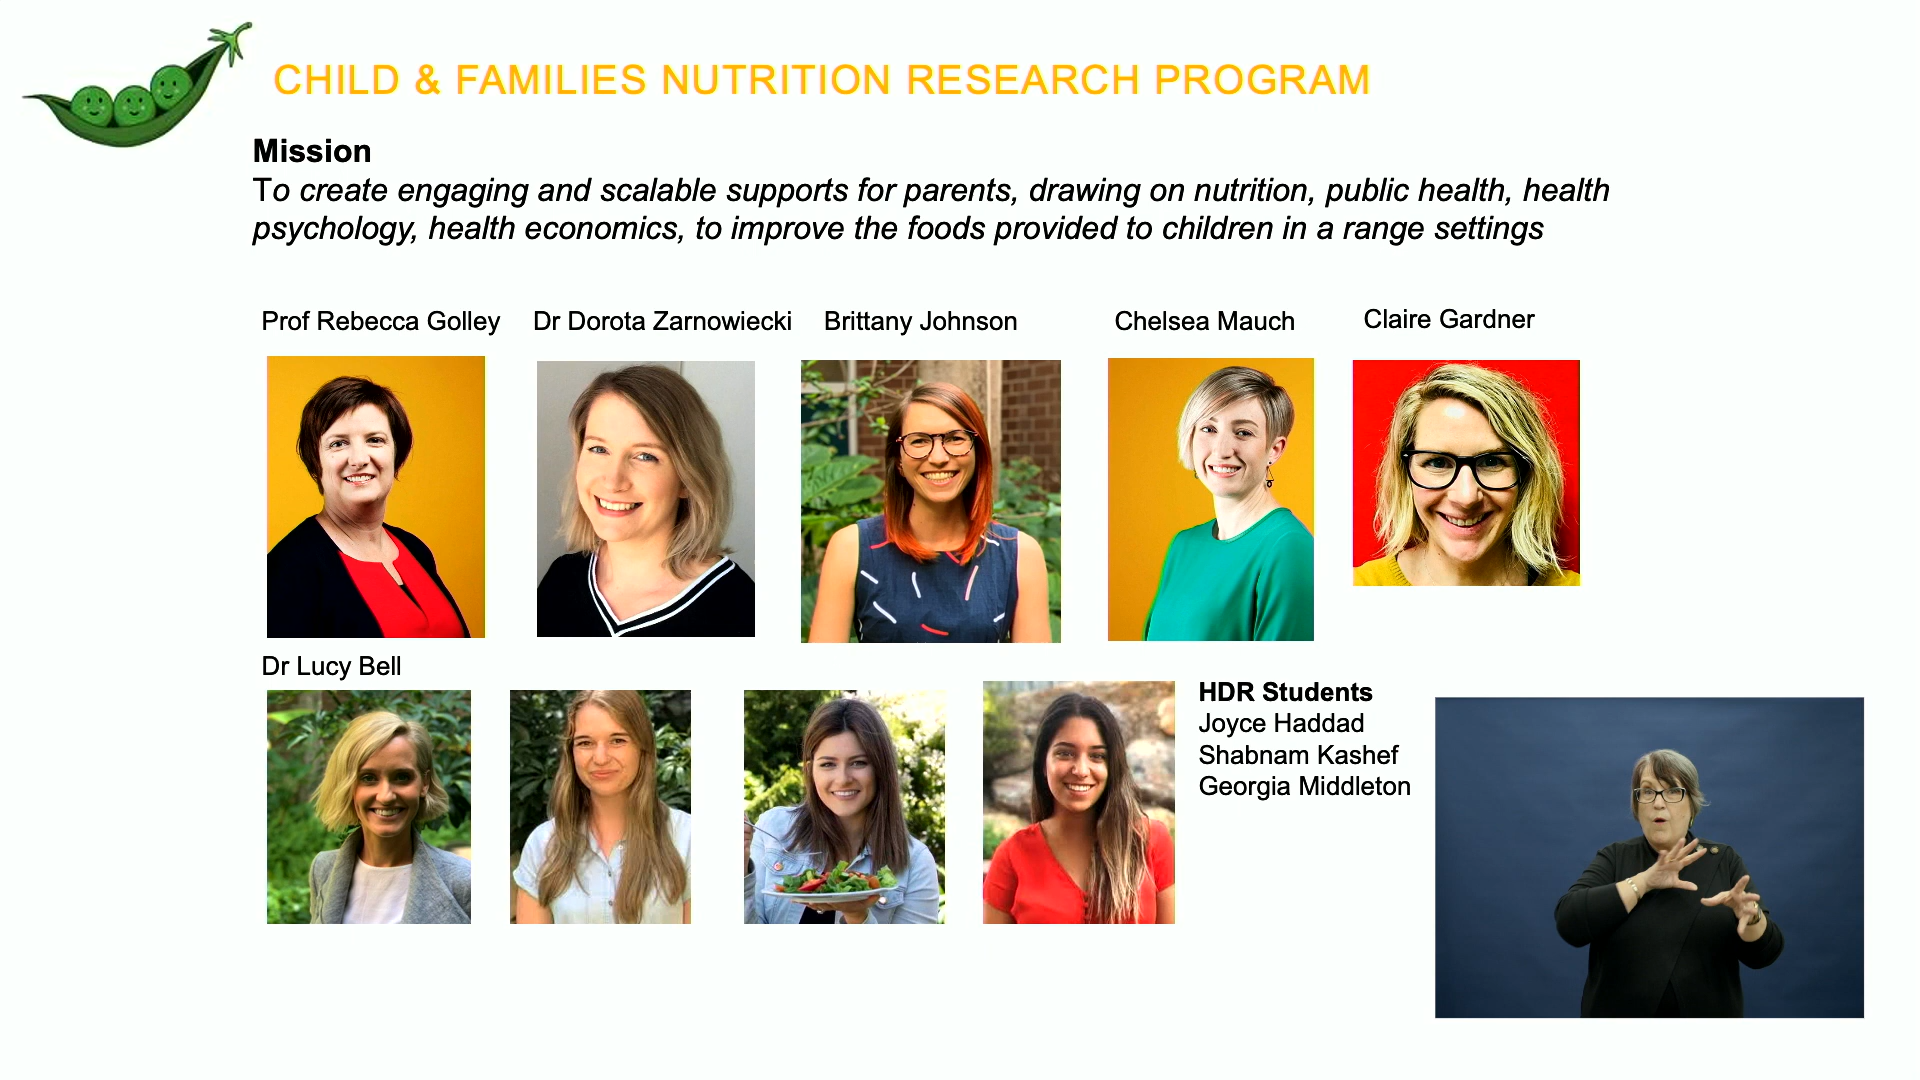 CHILD & FAMILIES NUTRITION RESEARCH PROGRAM
Mission
To create engaging and scalable supports for parents, drawing on nutrition, public health, health
psychology, health economics, to improve the foods provided to children in a range settings
Prof Rebecca Golley
Dr Dorota Zarnowiecki
Brittany Johnson
Chelsea Mauch
Claire Gardner
Dr Lucy Bell
HDR Students
Joyce Haddad
Shabnam Kashef
Georgia Middleton